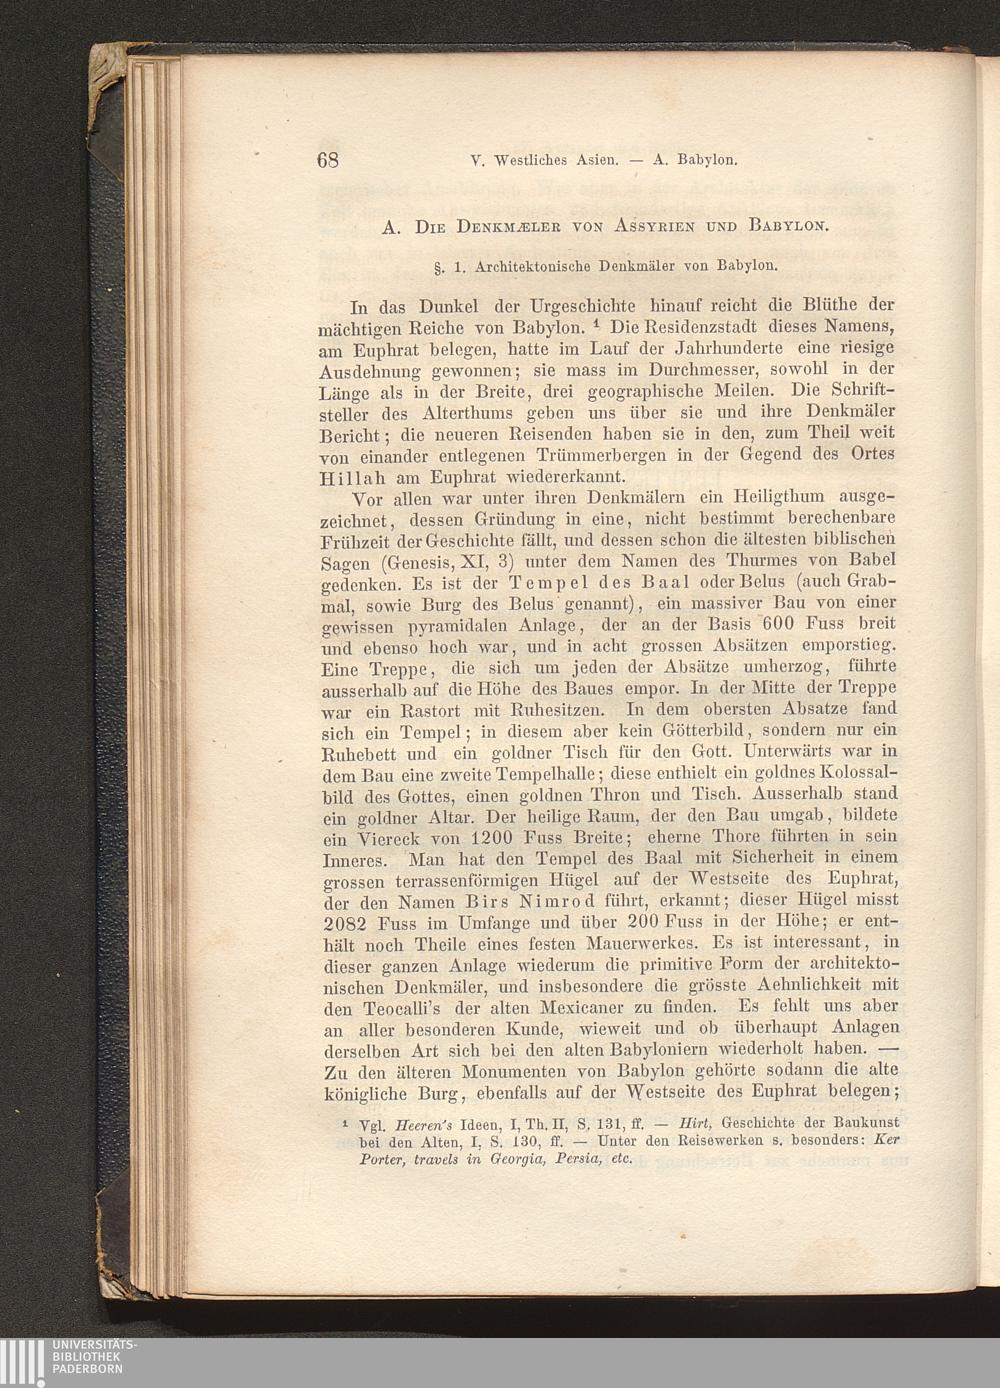 68 V. Westliches Asien. — A. Babylon.
A. DIE DENKMÆLER VON ASSYRIEN UND BABYLON.
§. 1. Architektonische Denkmäler von Babylon.
In das Dunkel der Urgeschichte hinauf reicht die Blüthe der
mächtigen Reiche von Babylon. ¹ Die Residenzstadt dieses Namens,
am Euphrat belegen, hatte im Lauf der Jahrhunderte eine riesige
Ausdehnung gewonnen; sie mass im Durchmesser, sowohl in der
Länge als in der Breite, drei geographische Meilen. Die Schrift-
steller des Alterthums geben uns über sie und ihre Denkmäler
Bericht; die neueren Reisenden haben sie in den, zum Theil weit
von einander entlegenen Trümmerbergen in der Gegend des Ortes
Hillah am Euphrat wiedererkannt.
Vor allen war unter ihren Denkmälern ein Heiligthum ausge-
zeichnet, dessen Gründung in eine, nicht bestimmt berechenbare
Frühzeit der Geschichte fällt, und dessen schon die ältesten biblischen
Sagen (Genesis, XI, 3) unter dem Namen des Thurmes von Babel
gedenken. Es ist der Tempel des Baal oder Belus (auch Grab-
mal, sowie Burg des Belus genannt), ein massiver Bau von einer
gewissen pyramidalen Anlage, der an der Basis 600 Fuss breit
und ebenso hoch war, und in acht grossen Absätzen emporstieg.
Eine Treppe, die sich um jeden der Absätze umherzog, führte
ausserhalb auf die Höhe des Baues empor. In der Mitte der Treppe
war ein Rastort mit Ruhesitzen. In dem obersten Absatze fand
sich ein Tempel; in diesem aber kein Götterbild, sondern nur ein
Ruhebett und ein goldner Tisch für den Gott. Unterwärts war in
dem Bau eine zweite Tempelhalle; diese enthielt ein goldnes Kolossal-
bild des Gottes, einen goldnen Thron und Tisch. Ausserhalb stand
ein goldner Altar. Der heilige Raum, der den Bau umgab, bildete
ein Viereck von 1200 Fuss Breite; eherne Thore führten in sein
Inneres. Man hat den Tempel des Baal mit Sicherheit in einem
grossen terrassenförmigen Hügel auf der Westseite des Euphrat,
der den Namen Birs Nimrod führt, erkannt; dieser Hügel misst
2082 Fuss im Umfange und über 200 Fuss in der Höhe; er ent-
hält noch Theile eines festen Mauerwerkes. Es ist interessant, in
dieser ganzen Anlage wiederum die primitive Form der architekto-
nischen Denkmäler, und insbesondere die grösste Aehnlichkeit mit
den Teocalli's der alten Mexicaner zu finden. Es fehlt uns aber
an aller besonderen Kunde, wieweit und ob überhaupt Anlagen
derselben Art sich bei den alten Babyloniern wiederholt haben. —
Zu den älteren Monumenten von Babylon gehörte sodann die alte
königliche Burg, ebenfalls auf der Westseite des Euphrat belegen;
¹ Vgl. Heeren's Ideen, I, Th. II, S. 131, ff. — Hirt, Geschichte der Baukunst
bei den Alten, I, S. 130, ff. — Unter den Reisewerken s. besonders: Ker
Porter, travels in Georgia, Persia, etc.
UNIVERSITÄTS-
BIBLIOTHEK
PADERBORN